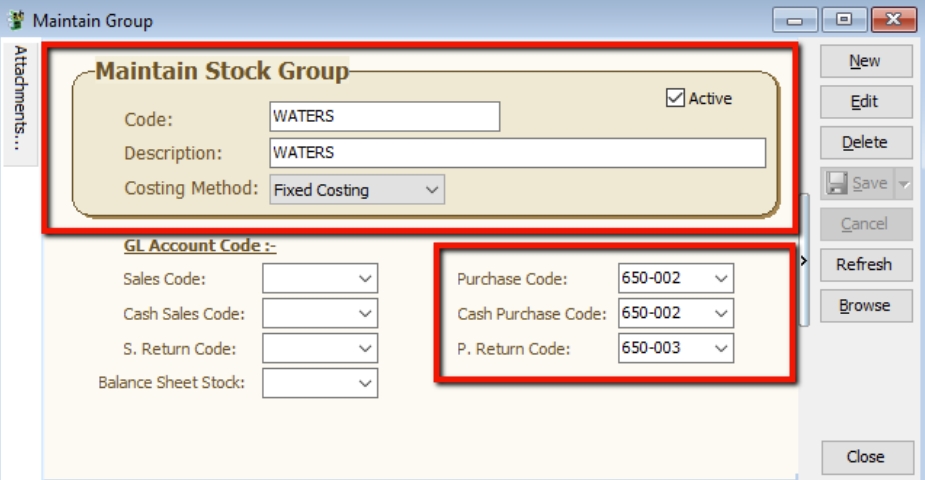 Maintain Group
Attachments...
Maintain Stock Group
Active
Code: WATERS
Description: WATERS
Costing Method: Fixed Costing
GL Account Code :-
Sales Code:
Cash Sales Code:
S. Return Code:
Balance Sheet Stock:
Purchase Code: 650-002
Cash Purchase Code: 650-002
P. Return Code: 650-003
New
Edit
Delete
Save
Cancel
Refresh
Browse
Close